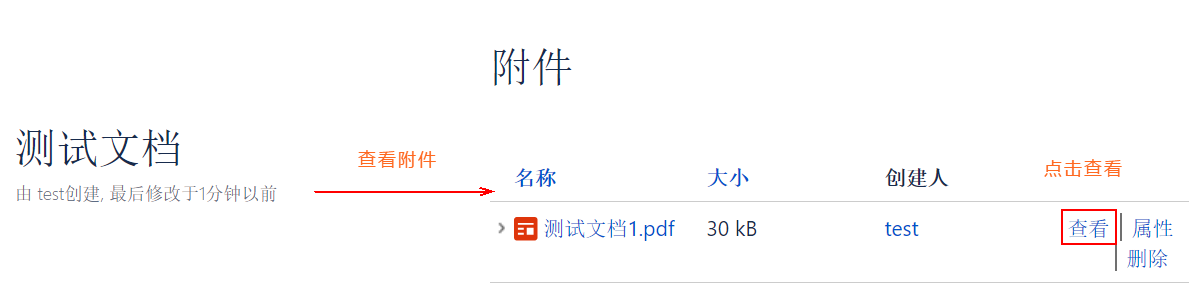 附件
测试文档
由 test创建, 最后修改于1分钟以前
查看附件
点击查看
名称 大小 创建人
测试文档1.pdf 30 kB test 查看 属性
删除